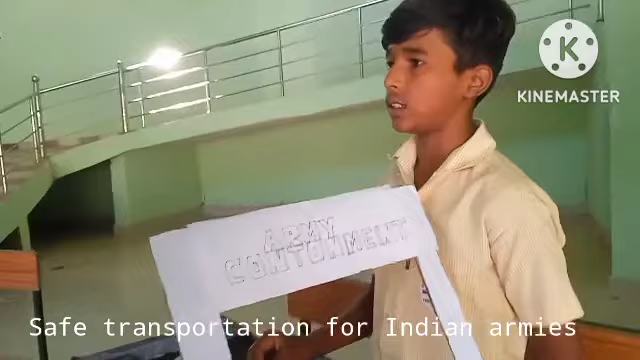 KINEMASTER
ARMY
CONTONMENT
Safe transportation for Indian armies